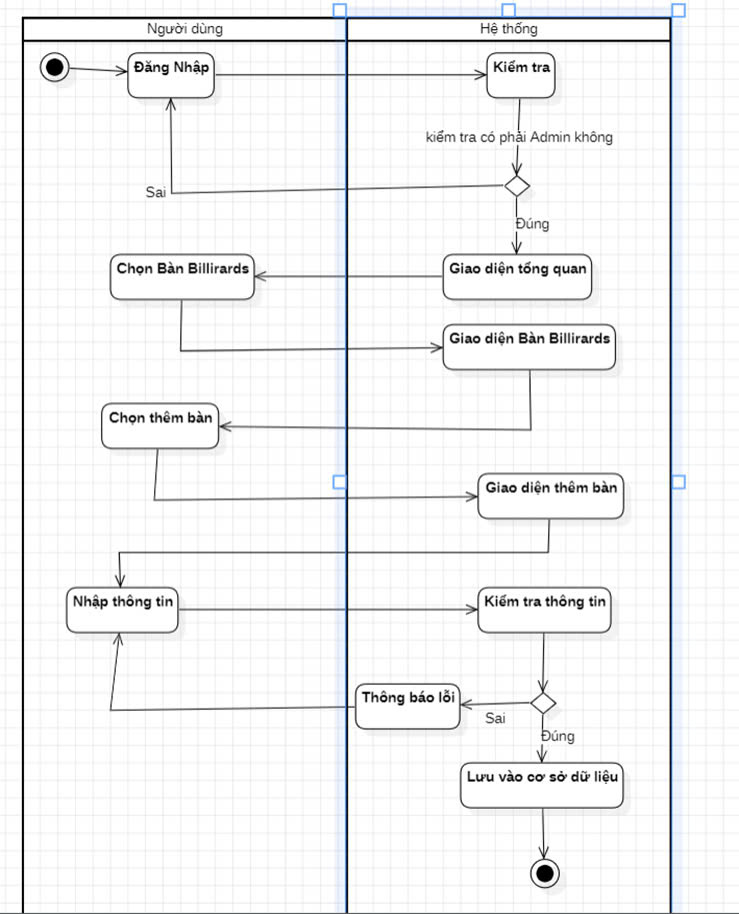 Người dùng
Hệ thống
Đăng Nhập
Kiểm tra
kiểm tra có phải Admin không
Sai
Đúng
Chọn Bàn Billirards
Giao diện tổng quan
Giao diện Bàn Billirards
Chọn thêm bàn
Giao diện thêm bàn
Nhập thông tin
Kiểm tra thông tin
Thông báo lỗi
Sai
Đúng
Lưu vào cơ sở dữ liệu